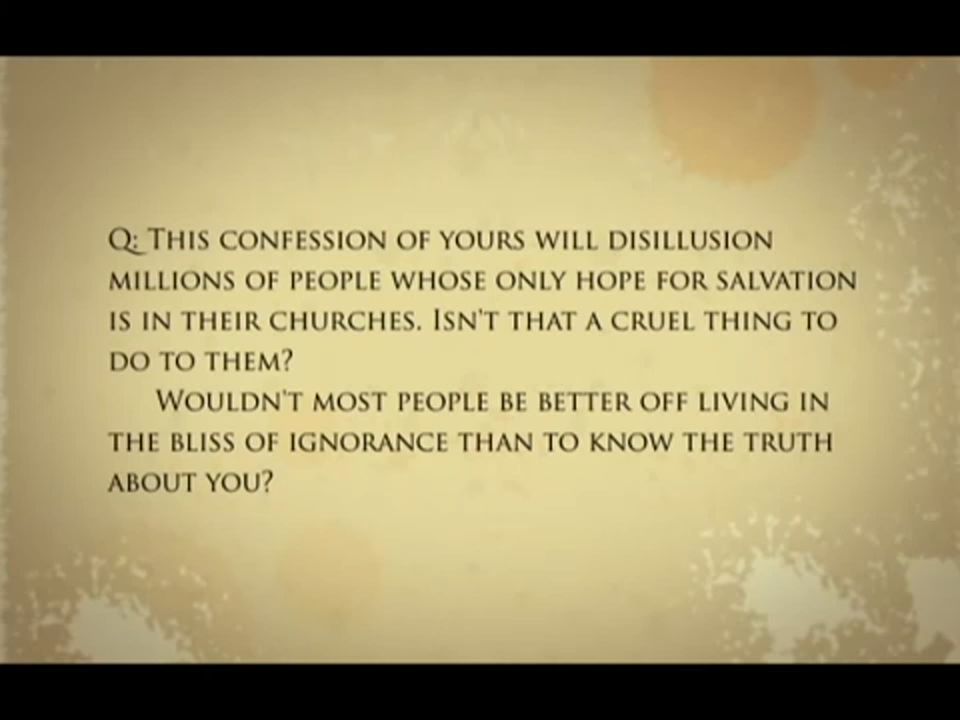 Q: This confession of yours will disillusion
millions of people whose only hope for salvation
is in their churches. Isn't that a cruel thing to
do to them?
Wouldn't most people be better off living in
the bliss of ignorance than to know the truth
about you?